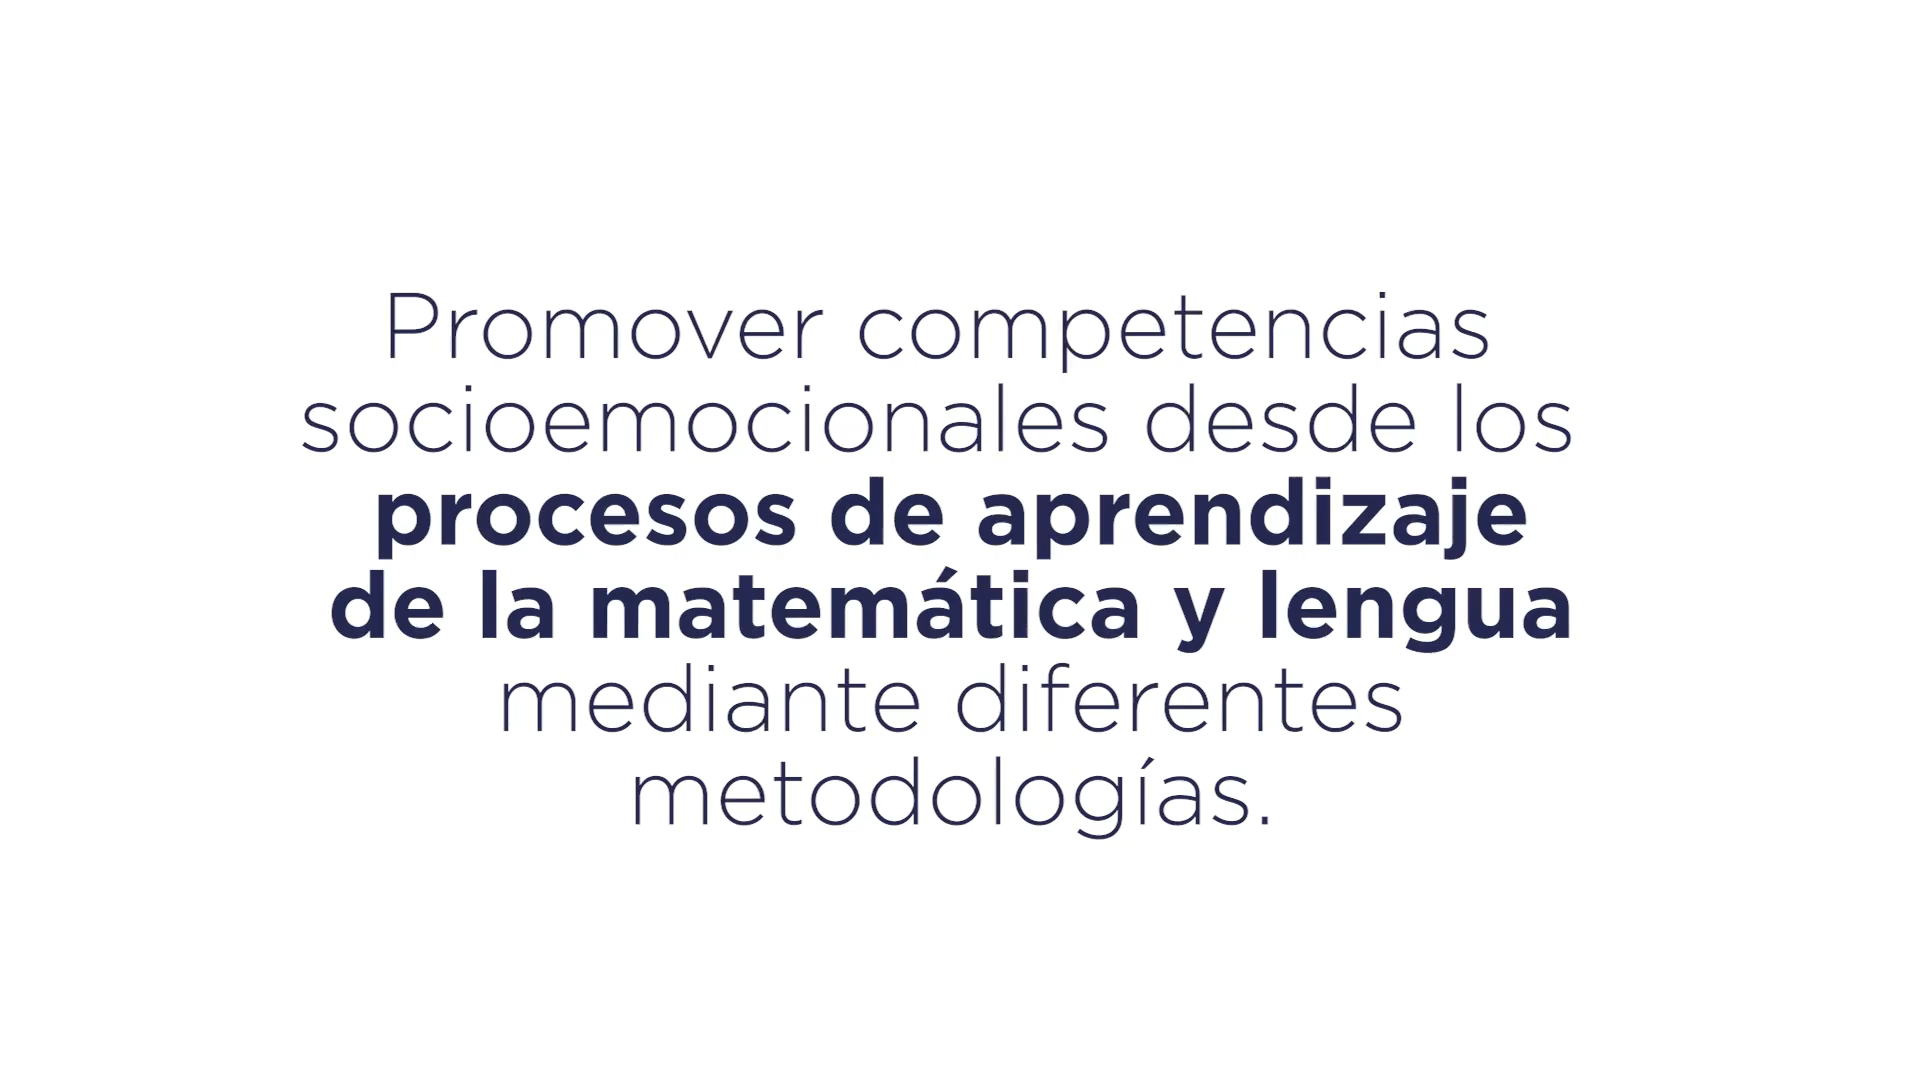 Promover competencias
socioemocionales desde los
procesos de aprendizaje
de la matemática y lengua
mediante diferentes
metodologías.